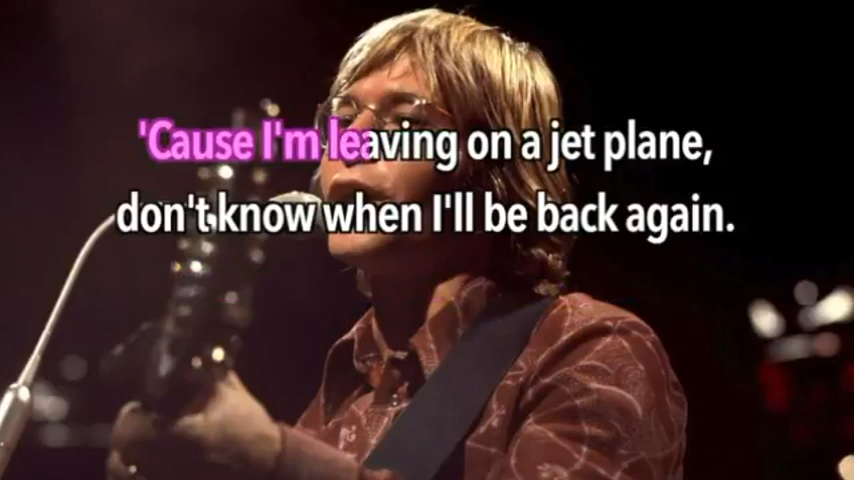 'Cause I'm leaving on a jet plane,
don't know when I'll be back again.